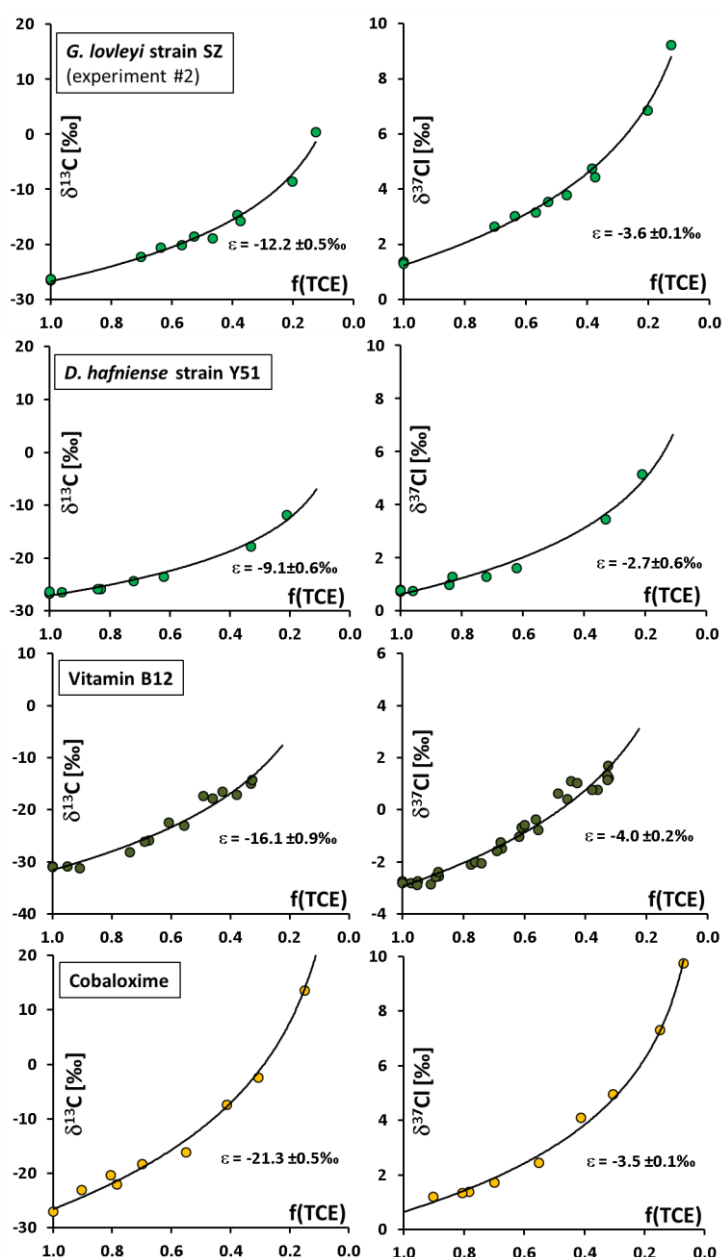 G. lovleyi strain SZ
(experiment #2)
20
10
0
-10
-20
-30
δ13C [‰]
ε = -12.2 ±0.5‰
f(TCE)
1.0 0.8 0.6 0.4 0.2 0.0
10
8
6
4
2
0
δ37Cl [‰]
ε = -3.6 ±0.1‰
f(TCE)
1.0 0.8 0.6 0.4 0.2 0.0
D. hafniense strain Y51
20
10
0
-10
-20
-30
δ13C [‰]
ε = -9.1±0.6‰
f(TCE)
1.0 0.8 0.6 0.4 0.2 0.0
10
8
6
4
2
0
δ37Cl [‰]
ε = -2.7±0.6‰
f(TCE)
1.0 0.8 0.6 0.4 0.2 0.0
Vitamin B12
10
0
-10
-20
-30
-40
δ13C [‰]
ε = -16.1 ±0.9‰
f(TCE)
1.0 0.8 0.6 0.4 0.2 0.0
6
4
2
0
-2
-4
δ37Cl [‰]
ε = -4.0 ±0.2‰
f(TCE)
1.0 0.8 0.6 0.4 0.2 0.0
Cobaloxime
20
10
0
-10
-20
-30
δ13C [‰]
ε = -21.3 ±0.5‰
f(TCE)
1.0 0.8 0.6 0.4 0.2 0.0
10
8
6
4
2
0
δ37Cl [‰]
ε = -3.5 ±0.1‰
f(TCE)
1.0 0.8 0.6 0.4 0.2 0.0